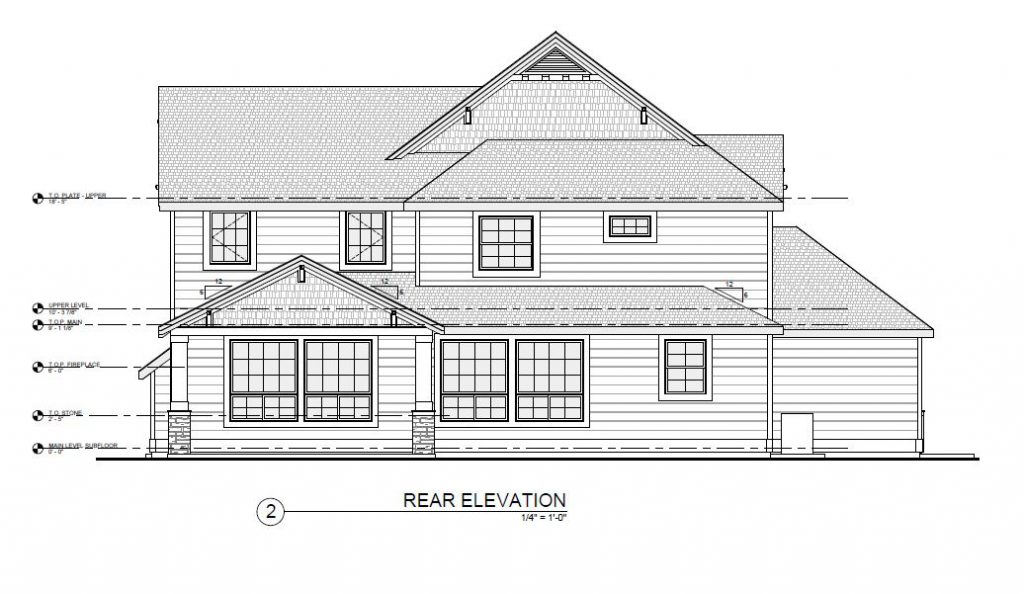 T.O. PLATE - UPPER
18' - 5"
12
6
12
6
12
6
UPPER LEVEL
10' - 3 7/8"
T.O.P. MAIN
9' - 1 1/8"
T.O.P. FIREPLACE
6' - 0"
T.O. STONE
2' - 5"
MAIN LEVEL SUBFLOOR
0' - 0"
2
REAR ELEVATION
1/4" = 1'-0"